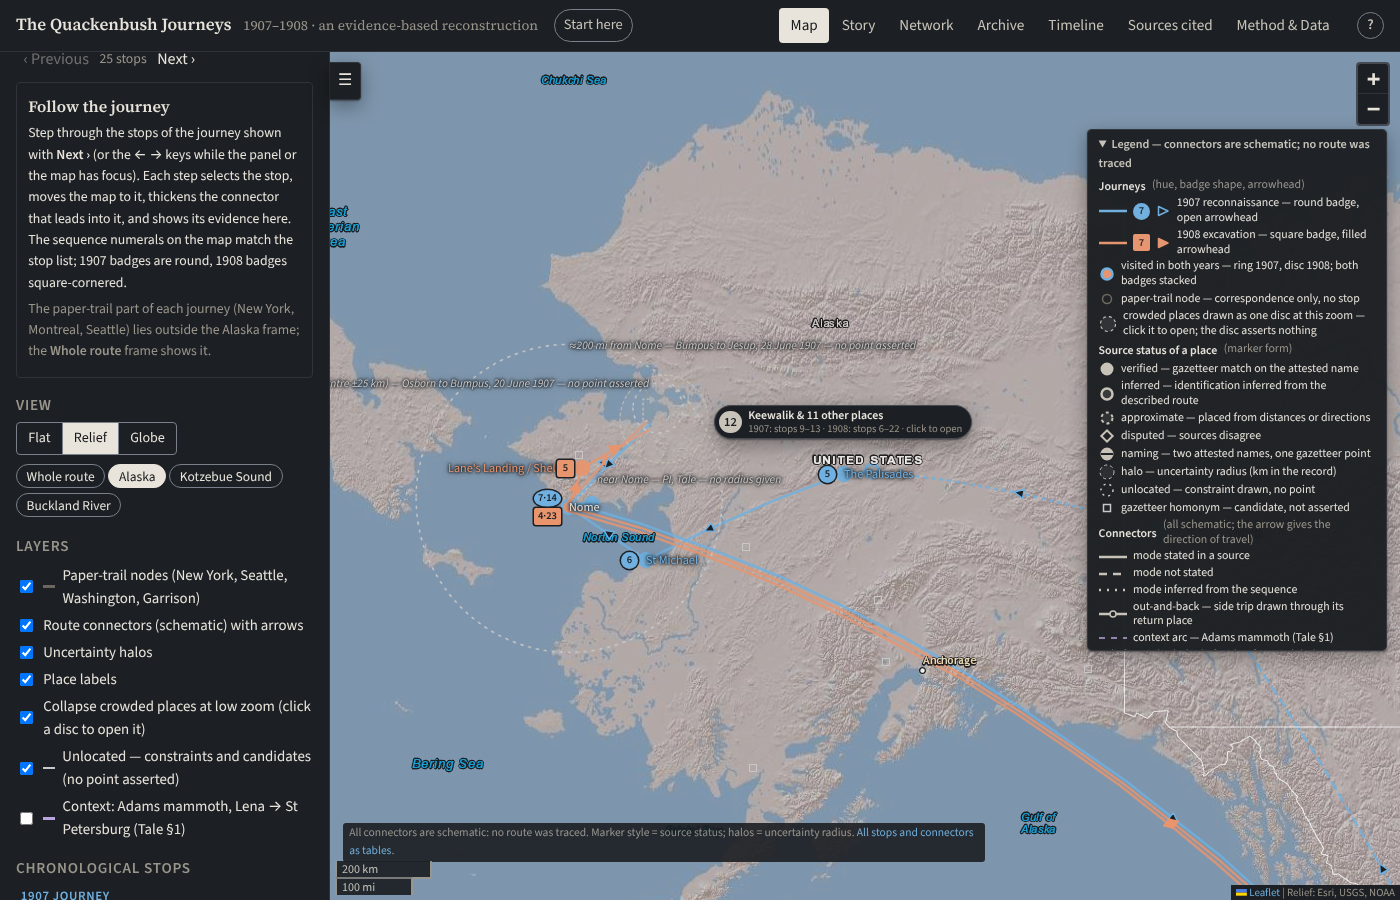 The Quackenbush Journeys
1907–1908 · an evidence-based reconstruction
Start here
Map
Story
Network
Archive
Timeline
Sources cited
Method & Data
?
‹ Previous
25 stops
Next ›
Follow the journey
Step through the stops of the journey shown
with Next › (or the ← → keys while the panel or
the map has focus). Each step selects the stop,
moves the map to it, thickens the connector
that leads into it, and shows its evidence here.
The sequence numerals on the map match the
stop list; 1907 badges are round, 1908 badges
square-cornered.
The paper-trail part of each journey (New York,
Montreal, Seattle) lies outside the Alaska frame;
the Whole route frame shows it.
VIEW
Flat
Relief
Globe
Whole route
Alaska
Kotzebue Sound
Buckland River
LAYERS
Paper-trail nodes (New York, Seattle,
Washington, Garrison)
Route connectors (schematic) with arrows
Uncertainty halos
Place labels
Collapse crowded places at low zoom (click
a disc to open it)
Unlocated — constraints and candidates
(no point asserted)
Context: Adams mammoth, Lena → St
Petersburg (Tale §1)
CHRONOLOGICAL STOPS
1907 JOURNEY
☰
Chukchi Sea
ast
erian
ea
Alaska
≈200 mi from Nome — Bumpus to Jesup, 28 June 1907 — no point asserted
ntre ±25 km) — Osborn to Bumpus, 20 June 1907 — no point asserted
12
Keewalik & 11 other places
1907: stops 9–13 · 1908: stops 6–22 · click to open
UNITED STATES
5
The Palisades
Lane's Landing / She
5
near Nome — Pl, Tale — no radius given
7·14
4·23
Nome
Norton Sound
6
St Michael
Anchorage
Bering Sea
Gulf of
Alaska
All connectors are schematic: no route was traced. Marker style = source status; halos = uncertainty radius. All stops and connectors
as tables.
200 km
100 mi
+
−
▼ Legend — connectors are schematic; no route was
traced
Journeys (hue, badge shape, arrowhead)
7
1907 reconnaissance — round badge,
open arrowhead
7
1908 excavation — square badge, filled
arrowhead
visited in both years — ring 1907, disc 1908; both
badges stacked
paper-trail node — correspondence only, no stop
crowded places drawn as one disc at this zoom —
click it to open; the disc asserts nothing
Source status of a place (marker form)
verified — gazetteer match on the attested name
inferred — identification inferred from the
described route
approximate — placed from distances or directions
disputed — sources disagree
naming — two attested names, one gazetteer point
halo — uncertainty radius (km in the record)
unlocated — constraint drawn, no point
gazetteer homonym — candidate, not asserted
Connectors (all schematic; the arrow gives the
direction of travel)
mode stated in a source
mode not stated
mode inferred from the sequence
out-and-back — side trip drawn through its
return place
context arc — Adams mammoth (Tale §1)
Leaflet | Relief: Esri, USGS, NOAA